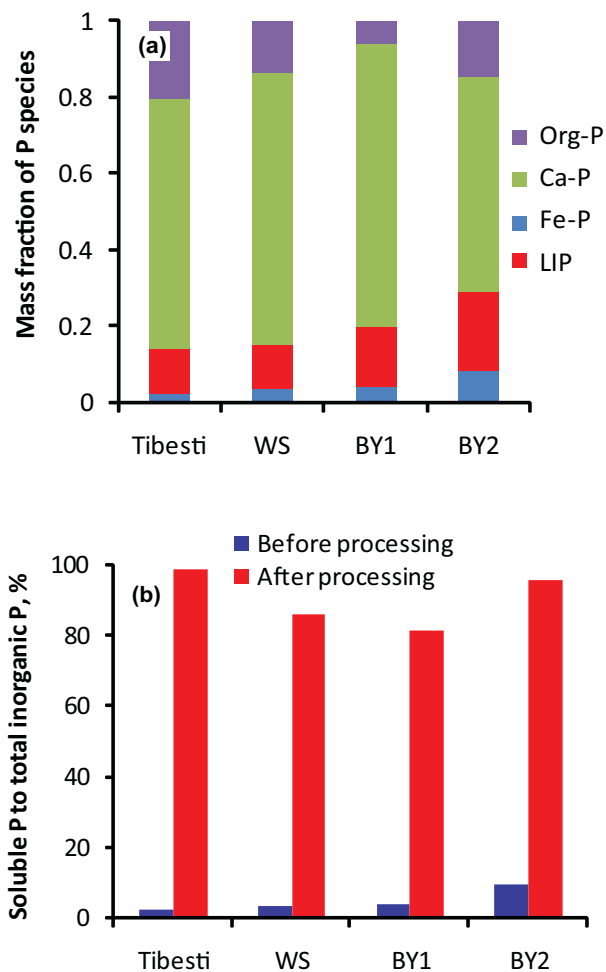 (a)
Mass fraction of P species
1
0.8
0.6
0.4
0.2
0
Org-P
Ca-P
Fe-P
LIP
Tibesti WS BY1 BY2
Before processing
After processing
(b)
Soluble P to total inorganic P, %
100
80
60
40
20
0
Tibesti WS BY1 BY2